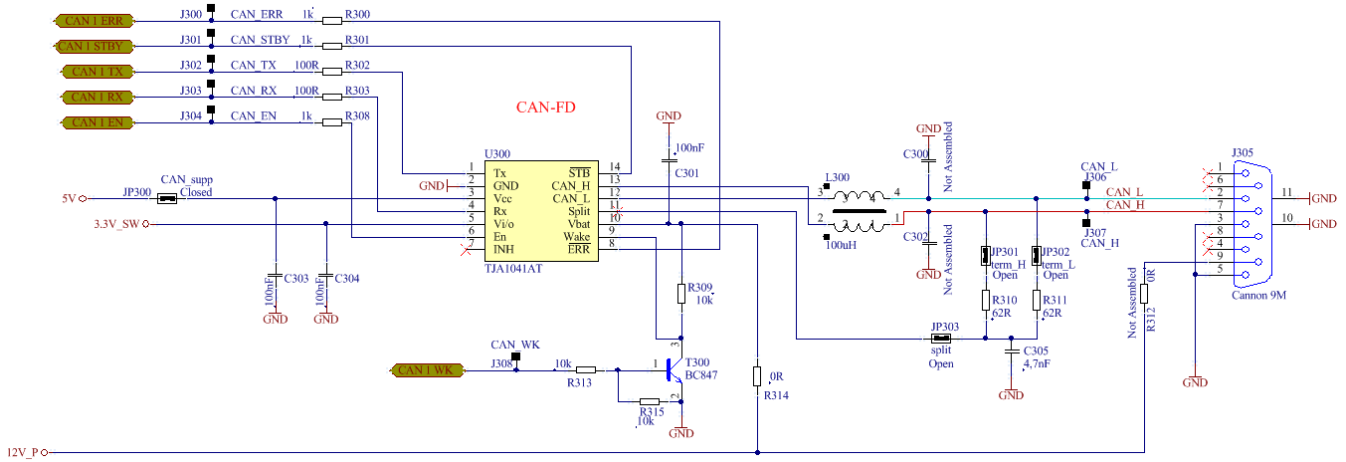 CAN 1 ERR J300 CAN_ERR 1k R300
CAN 1 STBY J301 CAN_STBY 1k R301
CAN 1 TX J302 CAN_TX 100R R302
CAN 1 RX J303 CAN_RX 100R R303
CAN 1 EN J304 CAN_EN 1k R308
CAN-FD
GND
100nF
C301
U300
1 Tx STB 14
GND 2 GND CAN_H 13
3 Vcc CAN_L 12
4 Rx Split 11
5 Vi/o Vbat 10
6 En Wake 9
7 INH ERR 8
TJA1041AT
5V JP300 CAN_supp
Closed
3.3V_SW
100nF C303
GND
100nF C304
GND
R309
10k
CAN 1 WK J308 CAN_WK 10k R313
1 2 3
T300
BC847
R315
10k
GND
0R
R314
12V_P
L300
3 3 4 4
2 2 1 1
100uH
GND
C300
Not Assembled
C302
Not Assembled
GND
CAN_L
J306
CAN_L
CAN_H
J307
CAN_H
JP301
term_H
Open
JP302
term_L
Open
R310
62R
R311
62R
JP303
split
Open
C305
4,7nF
GND
Not Assembled
R312
0R
J305
1
6
2
7
3
8
4
9
5
11 GND
10 GND
Cannon 9M
GND